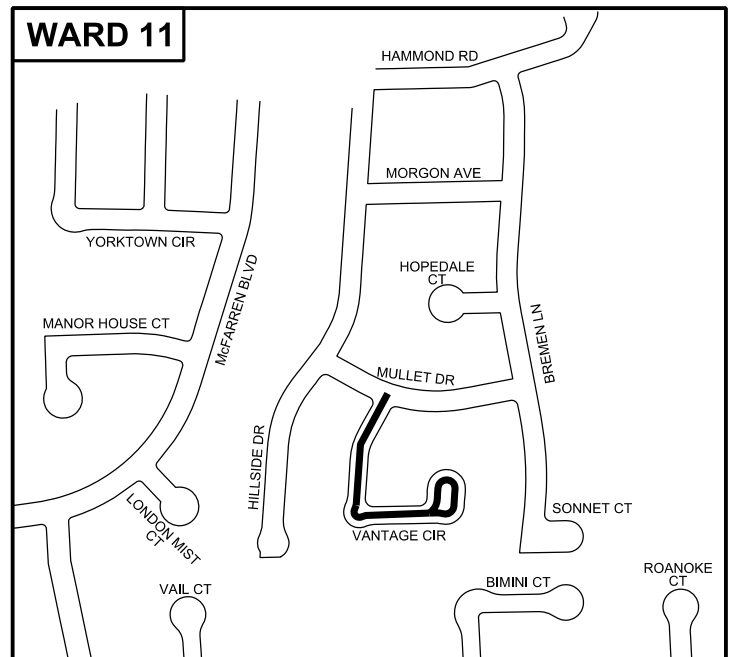 WARD 11
HAMMOND RD
MORGON AVE
YORKTOWN CIR
HOPEDALE
CT
McFARREN BLVD
MANOR HOUSE CT
BREMEN LN
MULLET DR
HILLSIDE DR
LONDON MIST
CT
SONNET CT
VANTAGE CIR
ROANOKE
CT
VAIL CT
BIMINI CT